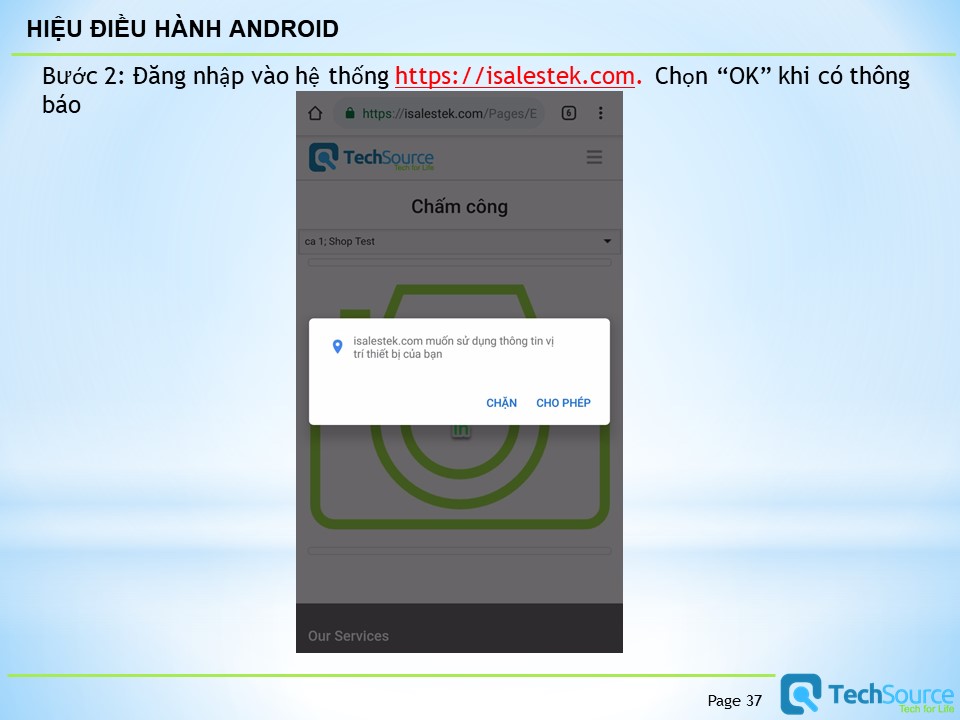 HIỆU ĐIỀU HÀNH ANDROID
Bước 2: Đăng nhập vào hệ thống https://isalestek.com. Chọn “OK” khi có thông
báo
https://isalestek.com/Pages/E
6
TechSource
Tech for Life
Chấm công
ca 1; Shop Test
isalestek.com muốn sử dụng thông tin vị
trí thiết bị của bạn
CHẶN CHO PHÉP
in
Our Services
Page 37
TechSource
Tech for Life